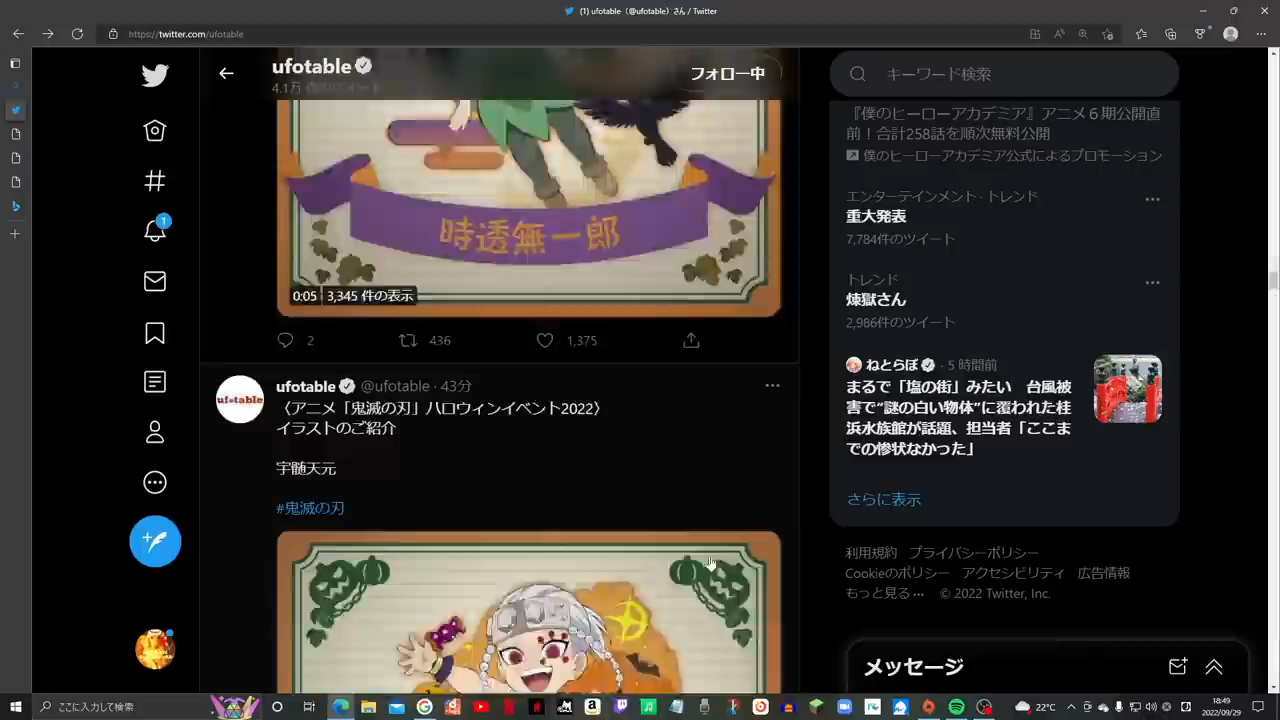 (1) ufotable (@ufotable) さん / Twitter
https://twitter.com/ufotable
ufotable
フォロー中
時透無一郎
0:05 3,345 件の表示
2 436 1,375
ufotable @ufotable · 43分
〈アニメ「鬼滅の刃」ハロウィンイベント2022〉
イラストのご紹介
宇髄天元
#鬼滅の刃
ufotable
1
キーワード検索
『僕のヒーローアカデミア』アニメ６期公開直
前！合計258話を順次無料公開
僕のヒーローアカデミア公式によるプロモーション
エンターテインメント · トレンド
重大発表
7,784件のツイート
トレンド
煉獄さん
2,986件のツイート
ねとらぼ · 5 時間前
まるで「塩の街」みたい　台風被
害で“謎の白い物体”に覆われた桂
浜水族館が話題、担当者「ここま
での惨状なかった」
さらに表示
利用規約 プライバシーポリシー
Cookieのポリシー アクセシビリティ 広告情報
もっと見る ··· © 2022 Twitter, Inc.
メッセージ
ここに入力して検索
22°C
18:49
2022/09/29